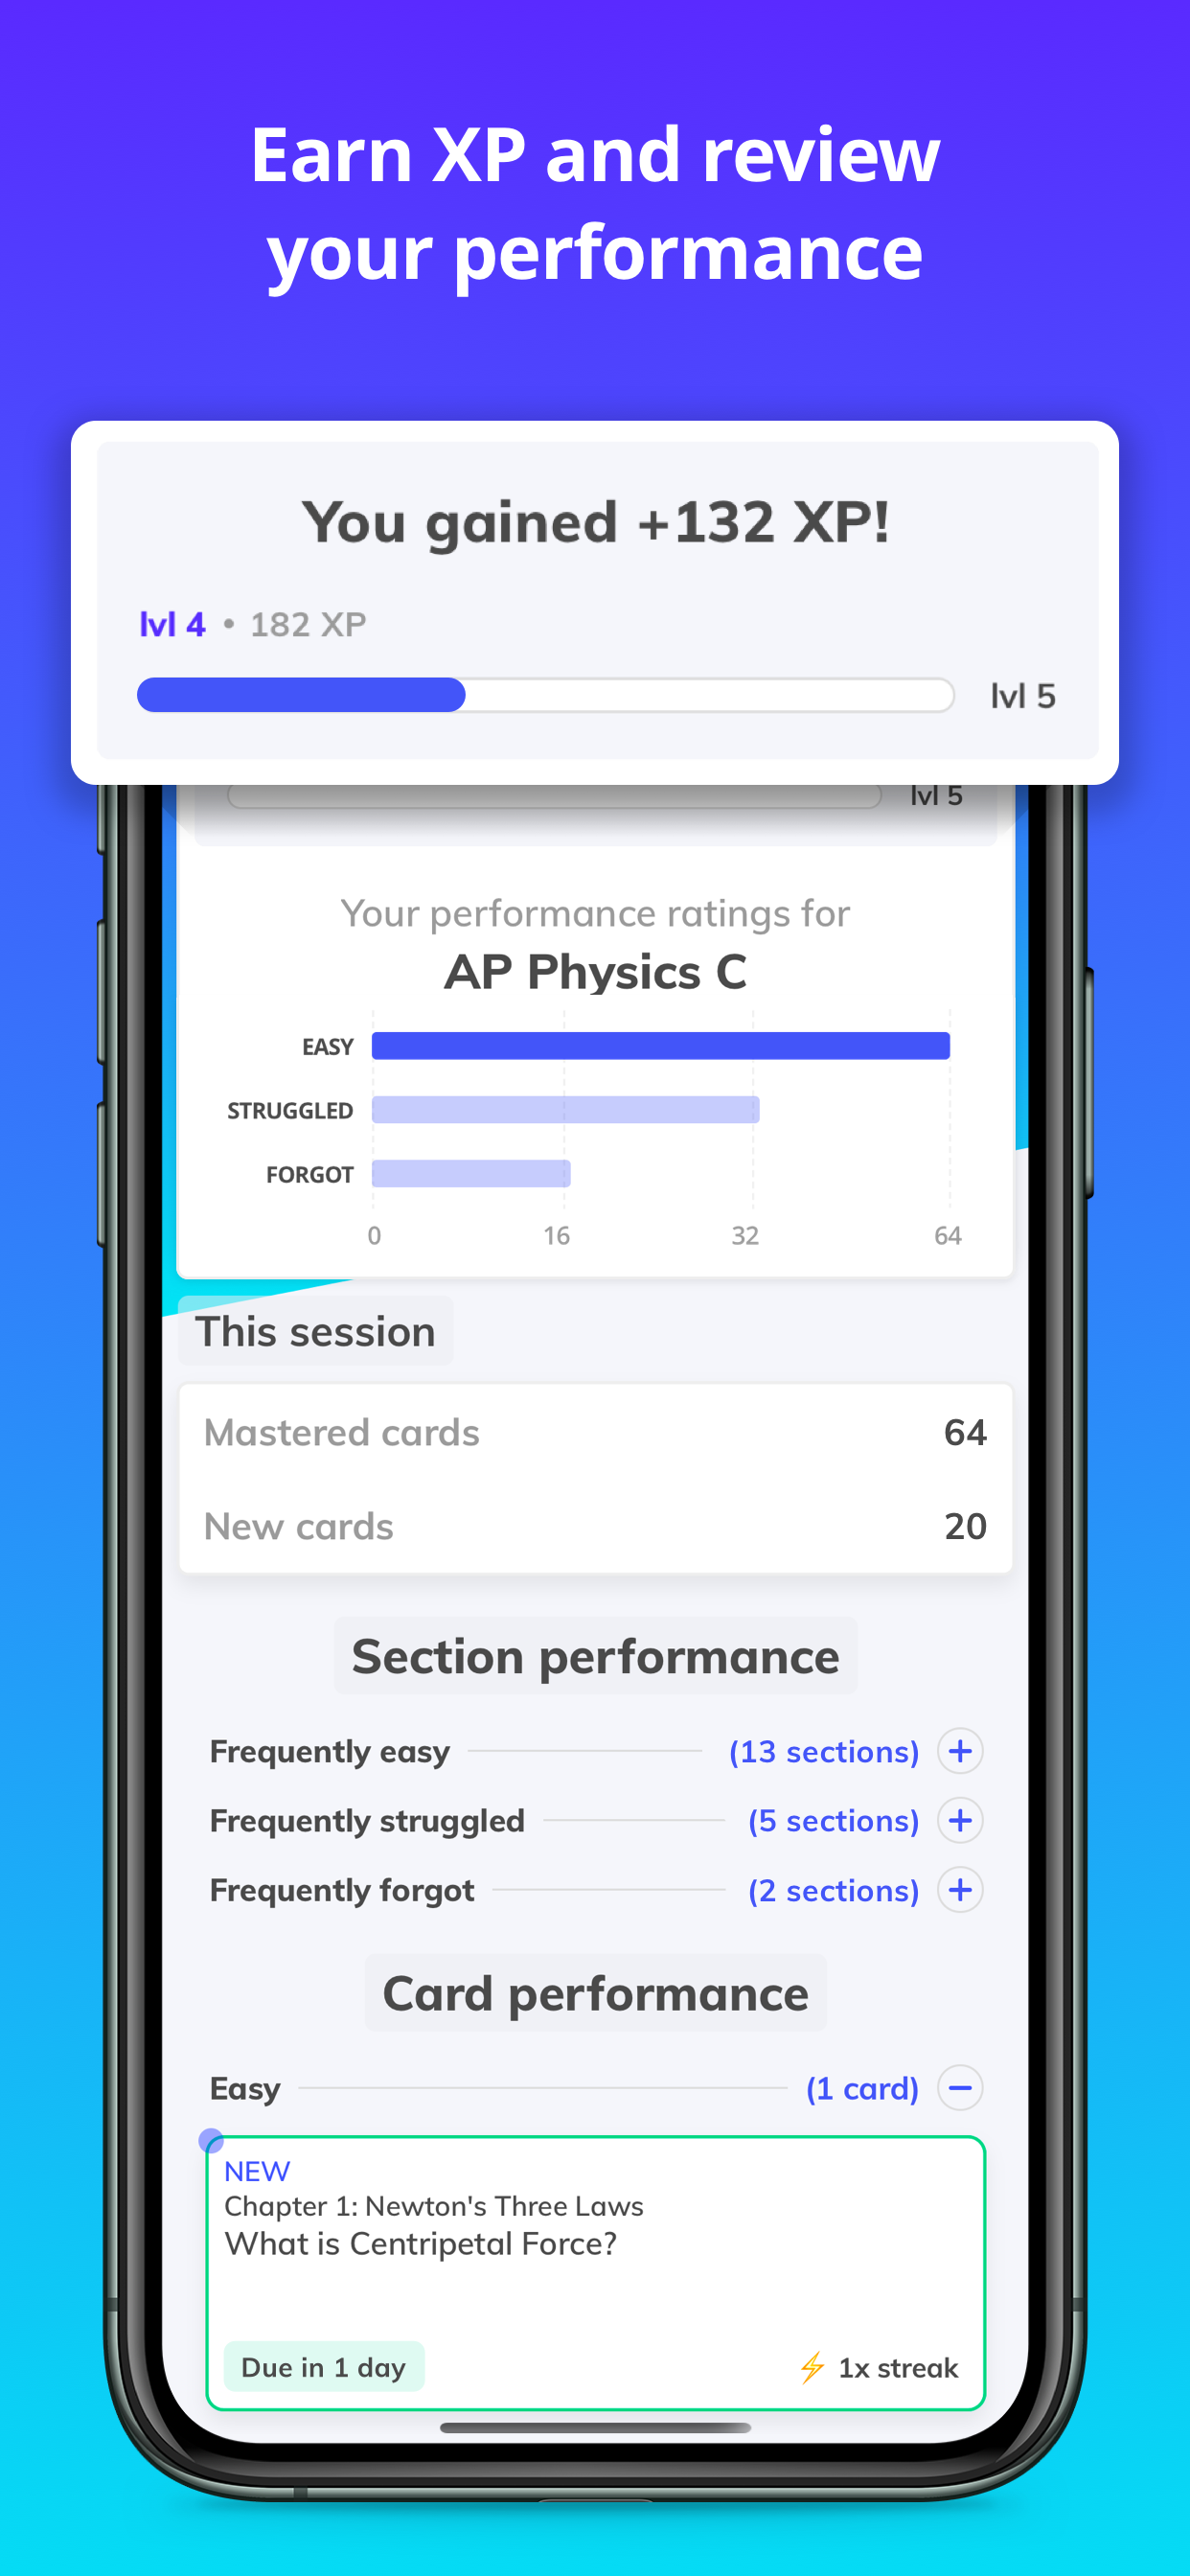 Earn XP and review
your performance
You gained +132 XP!
lvl 4 • 182 XP
lvl 5
lvl 5
Your performance ratings for
AP Physics C
EASY
STRUGGLED
FORGOT
0 16 32 64
This session
Mastered cards 64
New cards 20
Section performance
Frequently easy (13 sections) +
Frequently struggled (5 sections) +
Frequently forgot (2 sections) +
Card performance
Easy (1 card) −
NEW
Chapter 1: Newton's Three Laws
What is Centripetal Force?
Due in 1 day ⚡ 1x streak